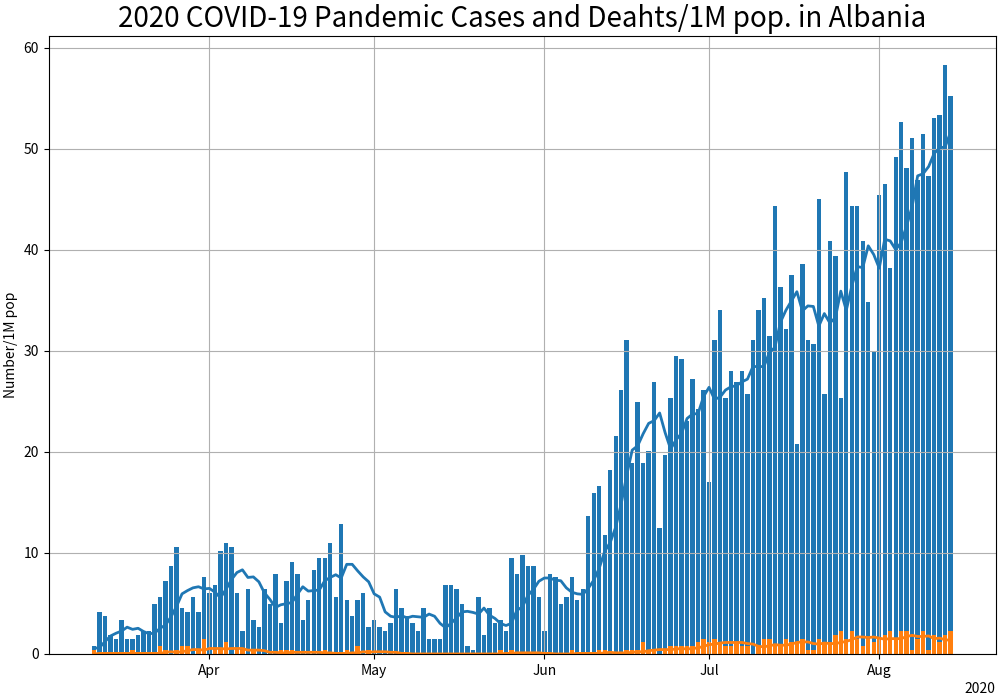 2020 COVID-19 Pandemic Cases and Deahts/1M pop. in Albania
60
50
40
30
20
10
0
Number/1M pop
Apr
May
Jun
Jul
Aug
2020